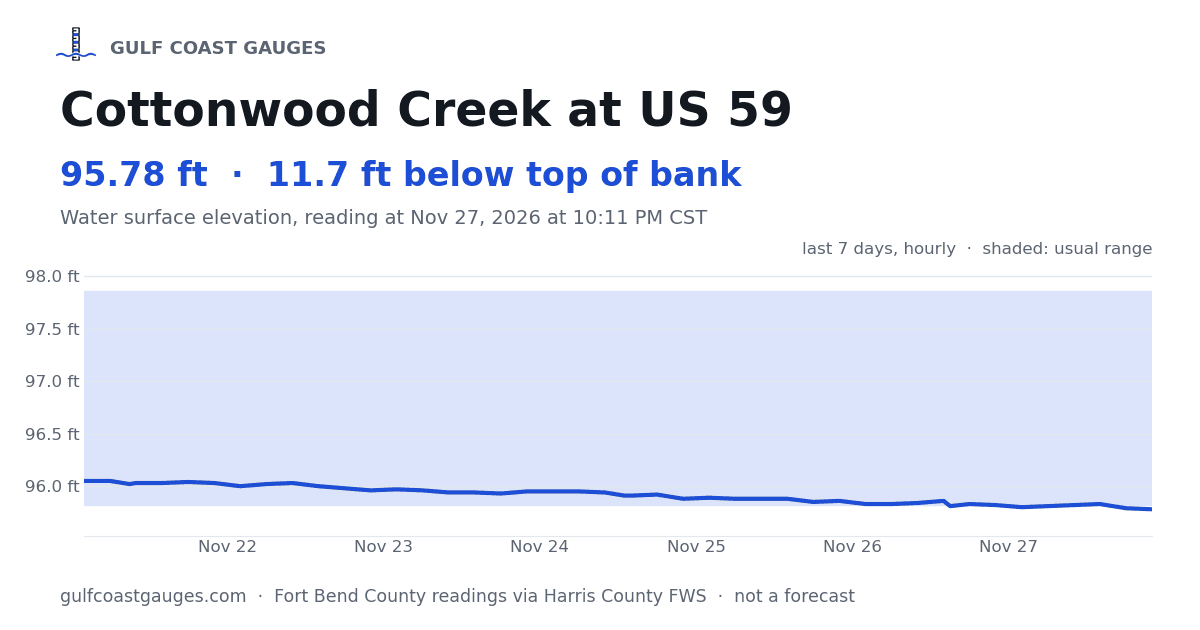 GULF COAST GAUGES
Cottonwood Creek at US 59
95.78 ft · 11.7 ft below top of bank
Water surface elevation, reading at Nov 27, 2026 at 10:11 PM CST
last 7 days, hourly · shaded: usual range
98.0 ft
97.5 ft
97.0 ft
96.5 ft
96.0 ft
Nov 22 Nov 23 Nov 24 Nov 25 Nov 26 Nov 27
gulfcoastgauges.com · Fort Bend County readings via Harris County FWS · not a forecast